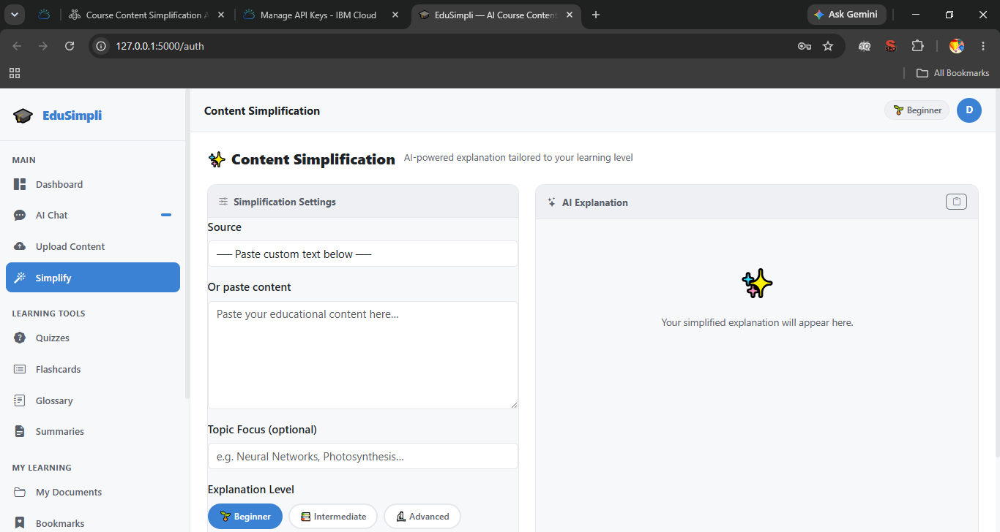 Course Content Simplification A
Manage API Keys - IBM Cloud
EduSimpli — AI Course Conten
Ask Gemini
127.0.0.1:5000/auth
SQ
SEO
All Bookmarks
EduSimpli
Content Simplification
Beginner
D
MAIN
Dashboard
AI Chat
Upload Content
Simplify
LEARNING TOOLS
Quizzes
Flashcards
Glossary
Summaries
MY LEARNING
My Documents
Bookmarks
Content Simplification
AI-powered explanation tailored to your learning level
Simplification Settings
Source
── Paste custom text below ──
Or paste content
Paste your educational content here...
Topic Focus (optional)
e.g. Neural Networks, Photosynthesis...
Explanation Level
Beginner
Intermediate
Advanced
AI Explanation
Your simplified explanation will appear here.